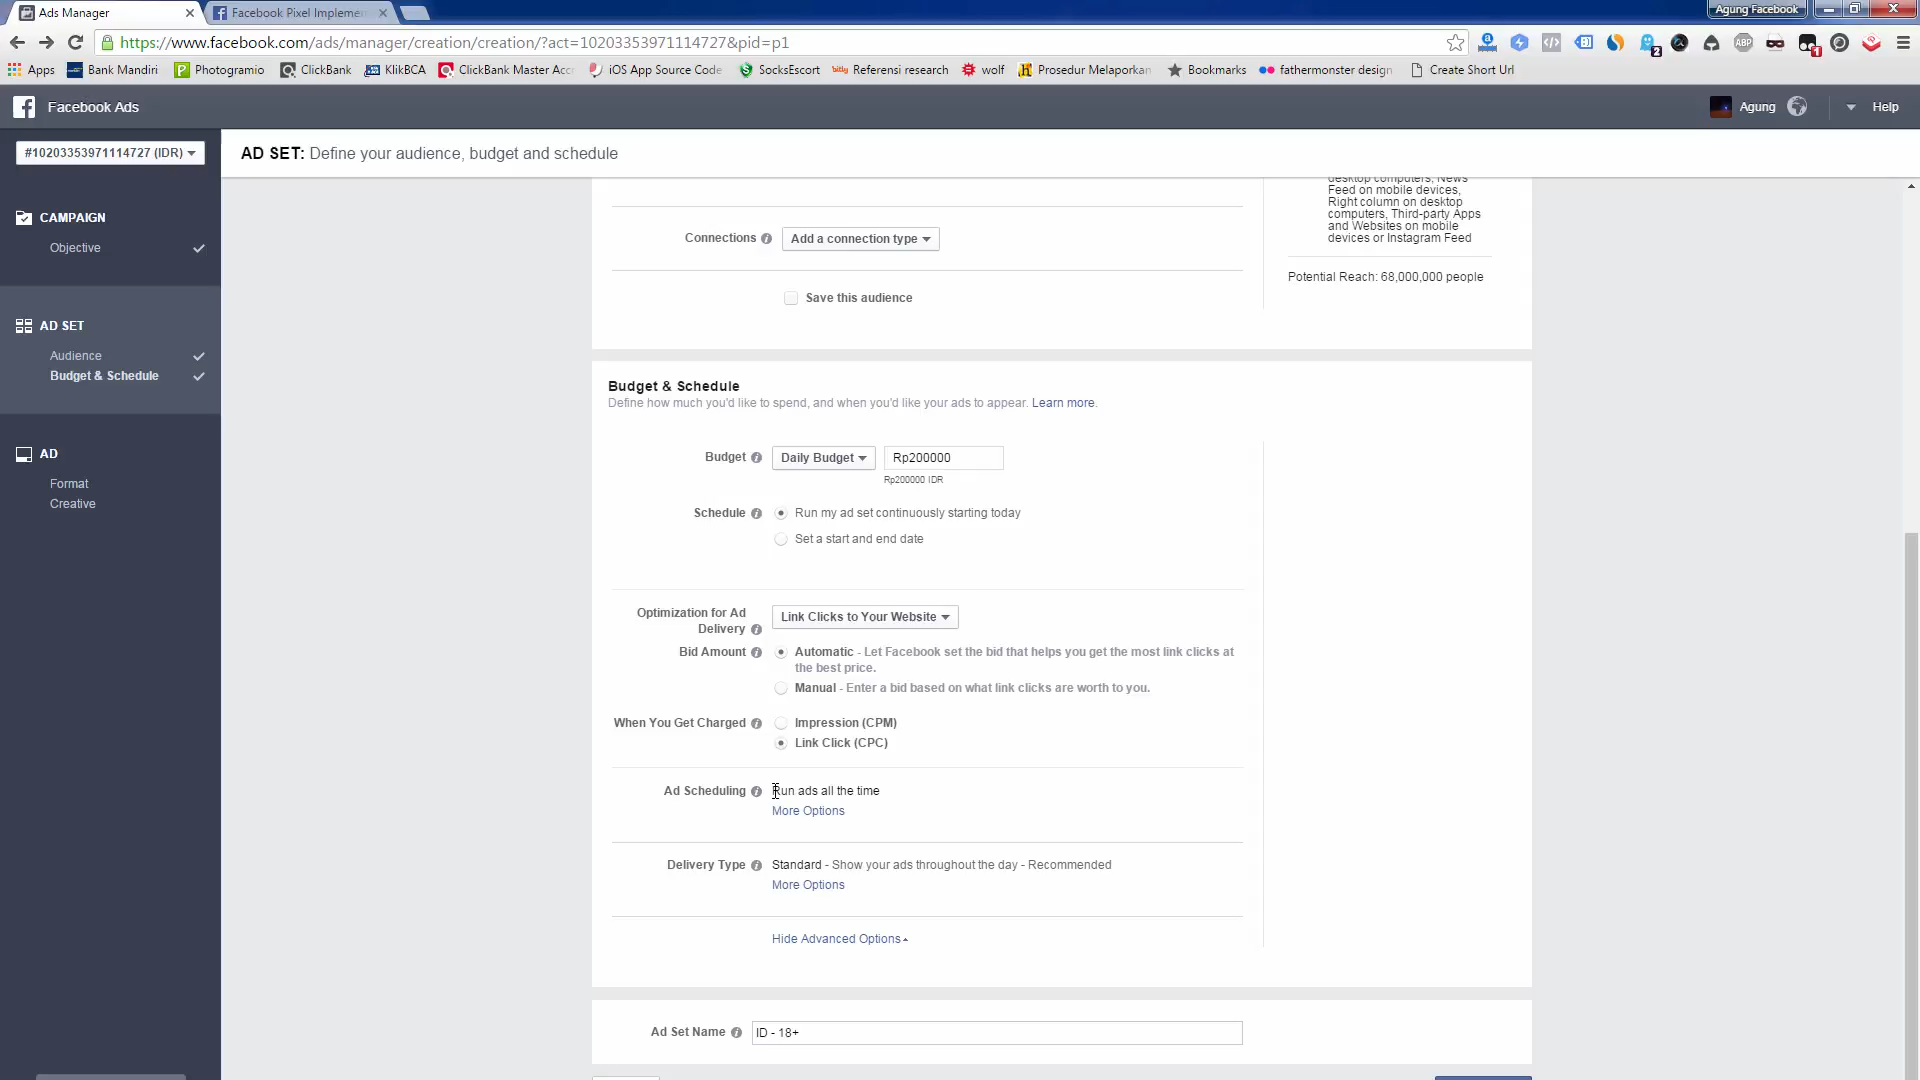 Ads Manager
Facebook Pixel Implemen
Agung Facebook
https://www.facebook.com/ads/manager/creation/creation/?act=10203353971114727&pid=p1
2
ABP
1
Apps
Bank Mandiri
Photogramio
ClickBank
KlikBCA
ClickBank Master Acc
iOS App Source Code
SocksEscort
bitly
Referensi research
wolf
Prosedur Melaporkan
Bookmarks
fathermonster design
Create Short Url
Facebook Ads
Agung
Help
#10203353971114727 (IDR)
AD SET: Define your audience, budget and schedule
CAMPAIGN
Objective
AD SET
Audience
Budget & Schedule
AD
Format
Creative
desktop computers, News
Feed on mobile devices,
Right column on desktop
computers, Third-party Apps
and Websites on mobile
devices or Instagram Feed
Potential Reach: 68,000,000 people
Connections
Add a connection type
Save this audience
Budget & Schedule
Define how much you'd like to spend, and when you'd like your ads to appear. Learn more.
Budget
Daily Budget
Rp200000
Rp200000 IDR
Schedule
Run my ad set continuously starting today
Set a start and end date
Optimization for Ad
Delivery
Link Clicks to Your Website
Bid Amount
Automatic - Let Facebook set the bid that helps you get the most link clicks at
the best price.
Manual - Enter a bid based on what link clicks are worth to you.
When You Get Charged
Impression (CPM)
Link Click (CPC)
Ad Scheduling
Run ads all the time
More Options
Delivery Type
Standard - Show your ads throughout the day - Recommended
More Options
Hide Advanced Options
Ad Set Name
ID - 18+